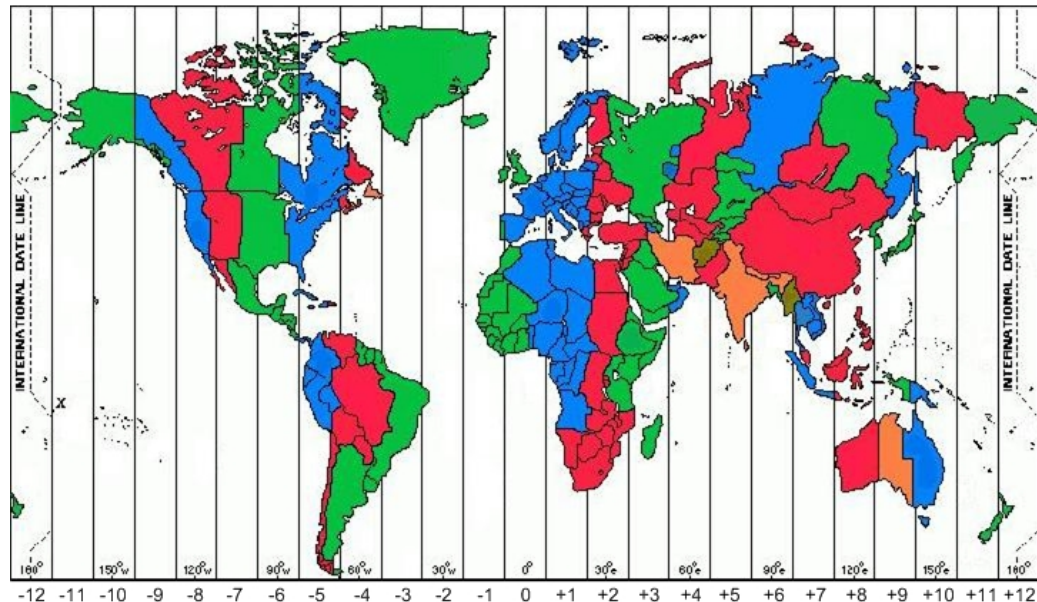 INTERNATIONAL DATE LINE
INTERNATIONAL DATE LINE
X
180° 150°w 120°w 90°w 60°w 30°w 0° 30°e 60°e 90°e 120°e 150°e 180°
-12 -11 -10 -9 -8 -7 -6 -5 -4 -3 -2 -1 0 +1 +2 +3 +4 +5 +6 +7 +8 +9 +10 +11 +12